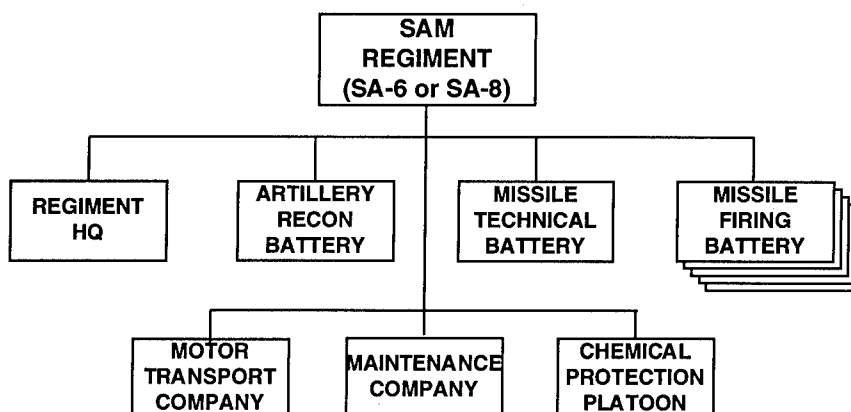 SAM
REGIMENT
(SA-6 or SA-8)
REGIMENT
HQ
ARTILLERY
RECON
BATTERY
MISSILE
TECHNICAL
BATTERY
MISSILE
FIRING
BATTERY
MOTOR
TRANSPORT
COMPANY
MAINTENANCE
COMPANY
CHEMICAL
PROTECTION
PLATOON